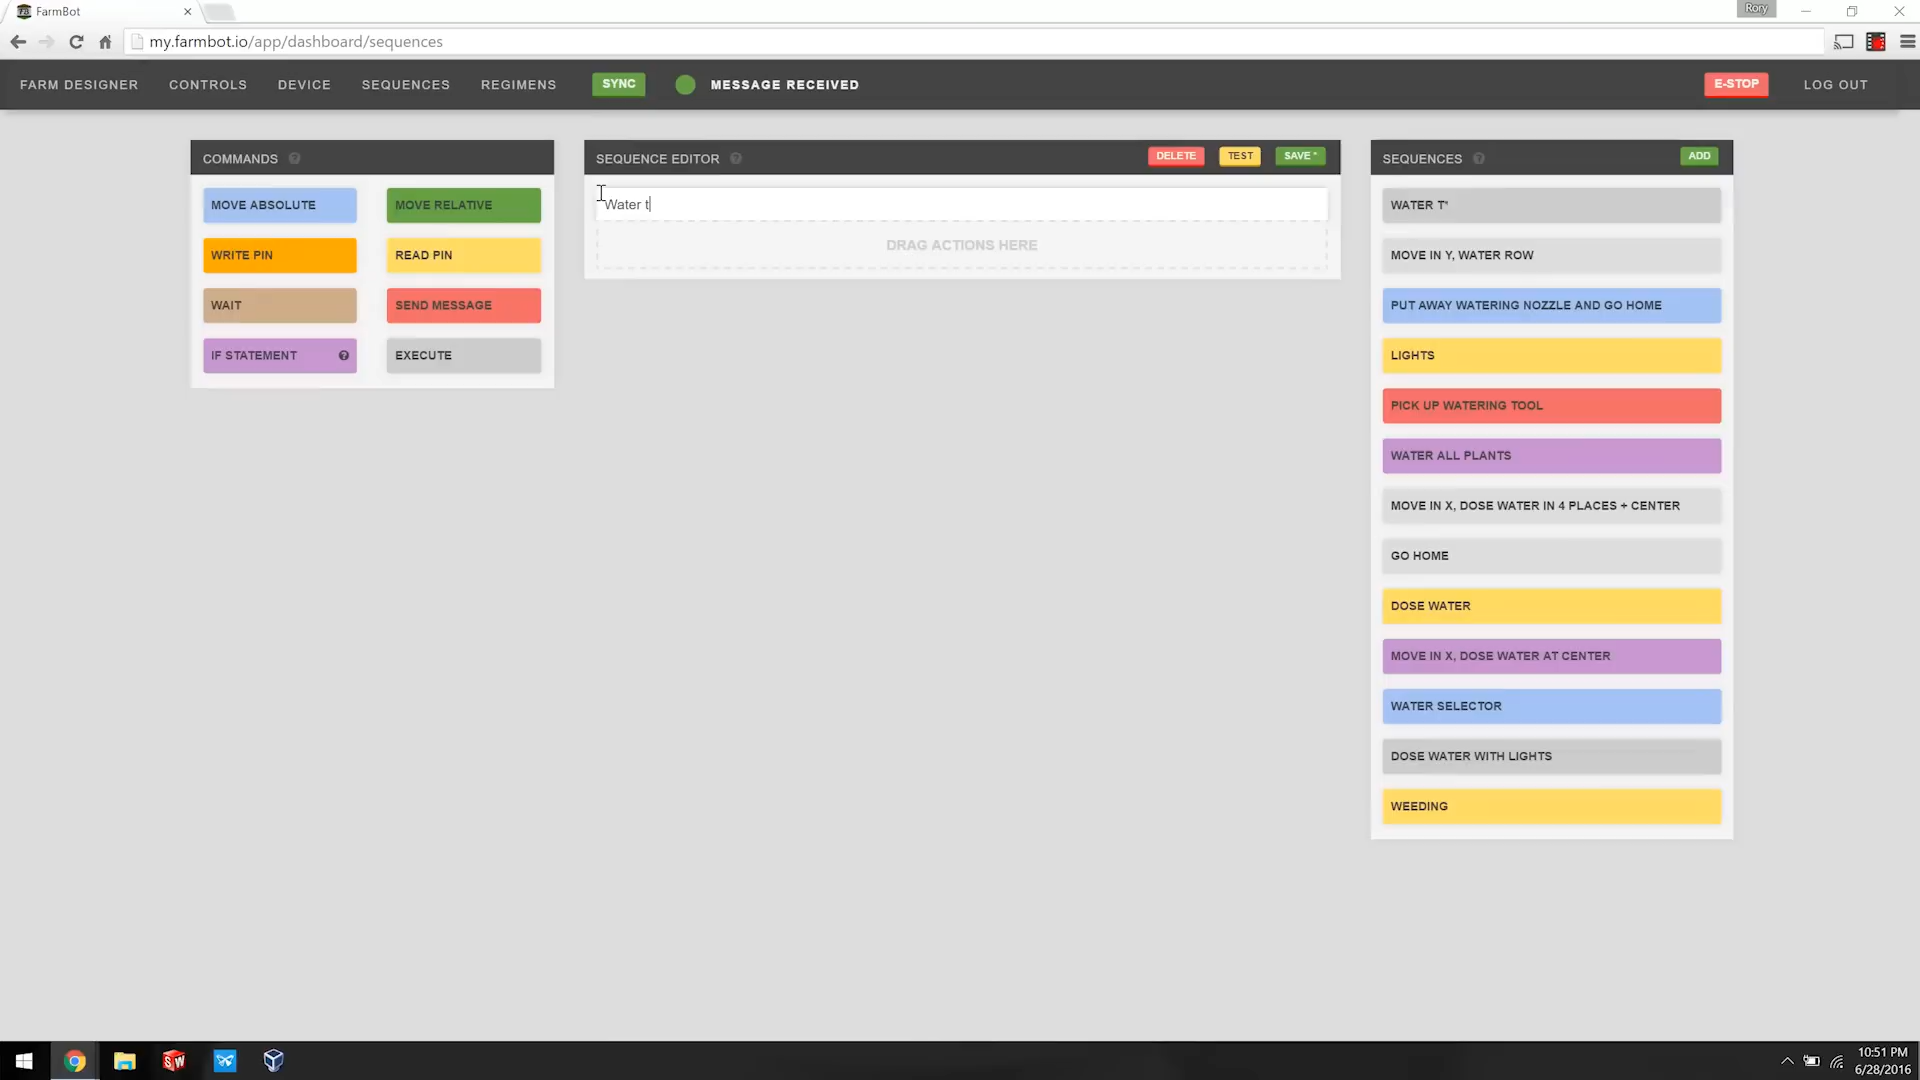 FarmBot
Rory
my.farmbot.io/app/dashboard/sequences
FARM DESIGNER CONTROLS DEVICE SEQUENCES REGIMENS SYNC MESSAGE RECEIVED E-STOP LOG OUT
COMMANDS ?
MOVE ABSOLUTE MOVE RELATIVE
WRITE PIN READ PIN
WAIT SEND MESSAGE
IF STATEMENT ? EXECUTE
SEQUENCE EDITOR ? DELETE TEST SAVE *
Water t
DRAG ACTIONS HERE
SEQUENCES ? ADD
WATER T*
MOVE IN Y, WATER ROW
PUT AWAY WATERING NOZZLE AND GO HOME
LIGHTS
PICK UP WATERING TOOL
WATER ALL PLANTS
MOVE IN X, DOSE WATER IN 4 PLACES + CENTER
GO HOME
DOSE WATER
MOVE IN X, DOSE WATER AT CENTER
WATER SELECTOR
DOSE WATER WITH LIGHTS
WEEDING
SW
10:51 PM
6/28/2016